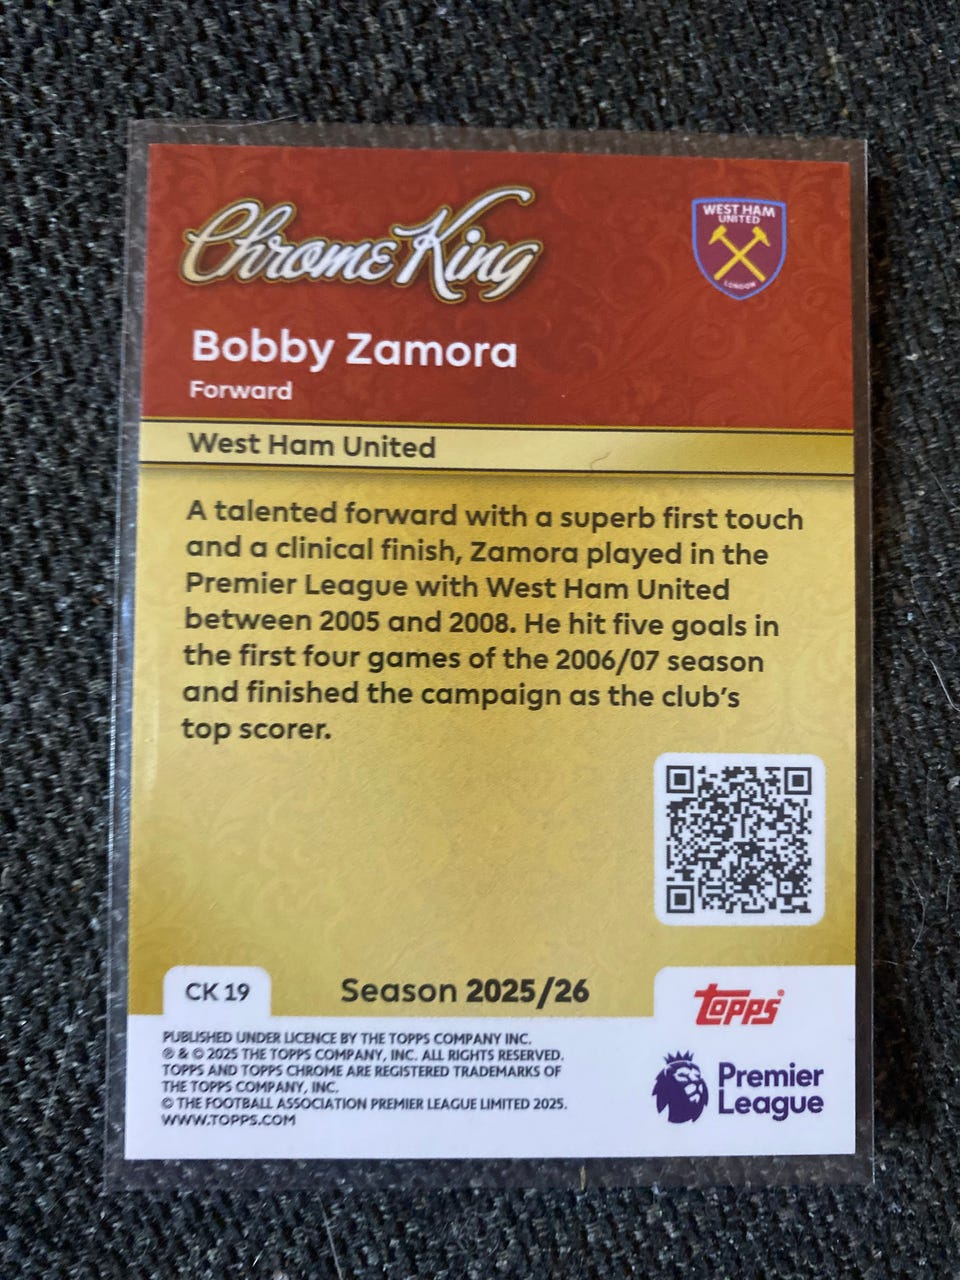 Chrome King
WEST HAM
UNITED
LONDON
Bobby Zamora
Forward
West Ham United
A talented forward with a superb first touch
and a clinical finish, Zamora played in the
Premier League with West Ham United
between 2005 and 2008. He hit five goals in
the first four games of the 2006/07 season
and finished the campaign as the club's
top scorer.
CK 19
Season 2025/26
Topps®
PUBLISHED UNDER LICENCE BY THE TOPPS COMPANY INC.
® & © 2025 THE TOPPS COMPANY, INC. ALL RIGHTS RESERVED.
TOPPS AND TOPPS CHROME ARE REGISTERED TRADEMARKS OF
THE TOPPS COMPANY, INC.
© THE FOOTBALL ASSOCIATION PREMIER LEAGUE LIMITED 2025.
WWW.TOPPS.COM
Premier
League